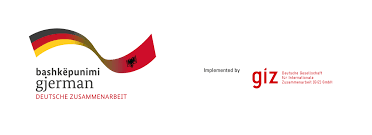 bashkëpunimi
gjerman
DEUTSCHE ZUSAMMENARBEIT
Implemented by
giz
Deutsche Gesellschaft
für Internationale
Zusammenarbeit (GIZ) GmbH